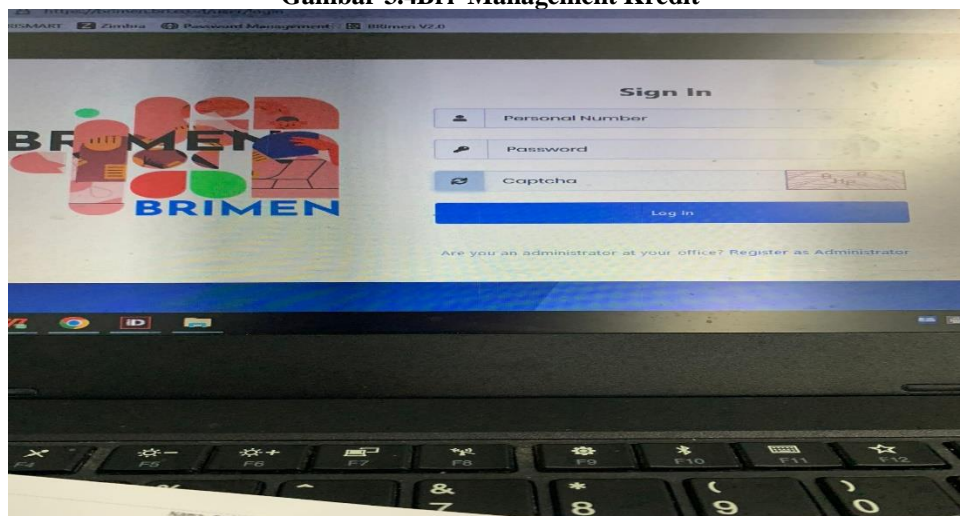 Gambar 3.4Bri Management Kredit
BISMART Zimbra Password Management BRImen V2.0
Sign In
Personal Number
BRIMEN
Password
Captcha
BRIMEN
Log In
Are you an administrator at your office? Register as Administrator
iD
F4 F5 F6 F7 F8 F9 F10 F11 F12
& * ( )
7 8 9 0